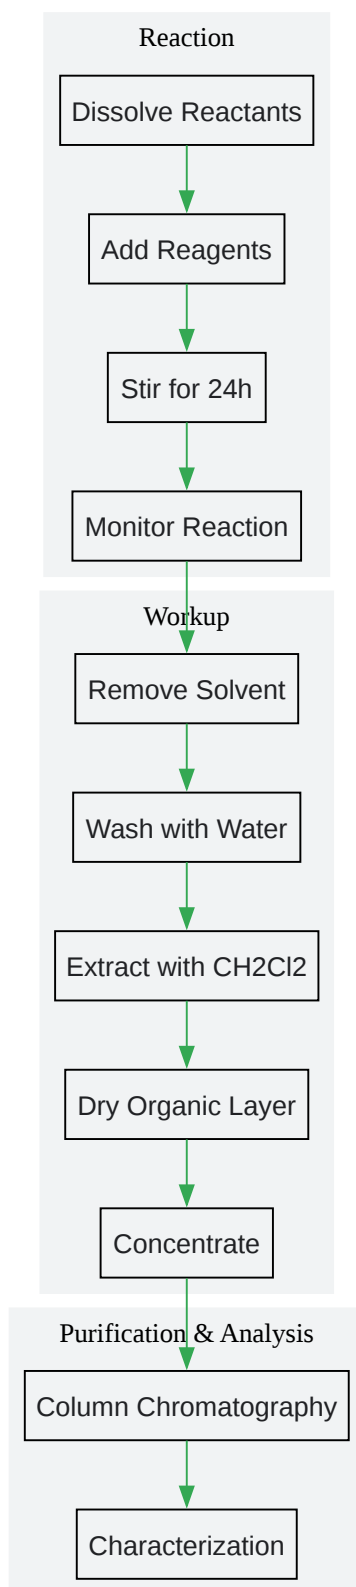 Reaction
Dissolve Reactants
Add Reagents
Stir for 24h
Monitor Reaction
Workup
Remove Solvent
Wash with Water
Extract with CH2Cl2
Dry Organic Layer
Concentrate
Purification & Analysis
Column Chromatography
Characterization